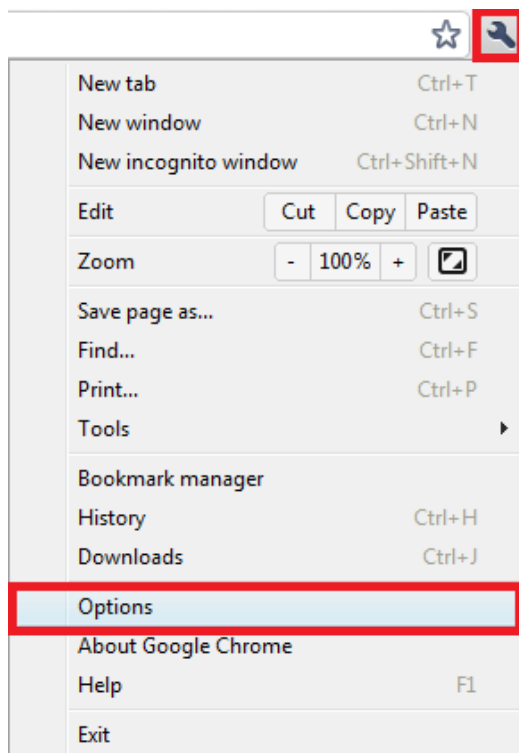 New tab Ctrl+T
New window Ctrl+N
New incognito window Ctrl+Shift+N
Edit Cut Copy Paste
Zoom - 100% +
Save page as... Ctrl+S
Find... Ctrl+F
Print... Ctrl+P
Tools
Bookmark manager
History Ctrl+H
Downloads Ctrl+J
Options
About Google Chrome
Help F1
Exit